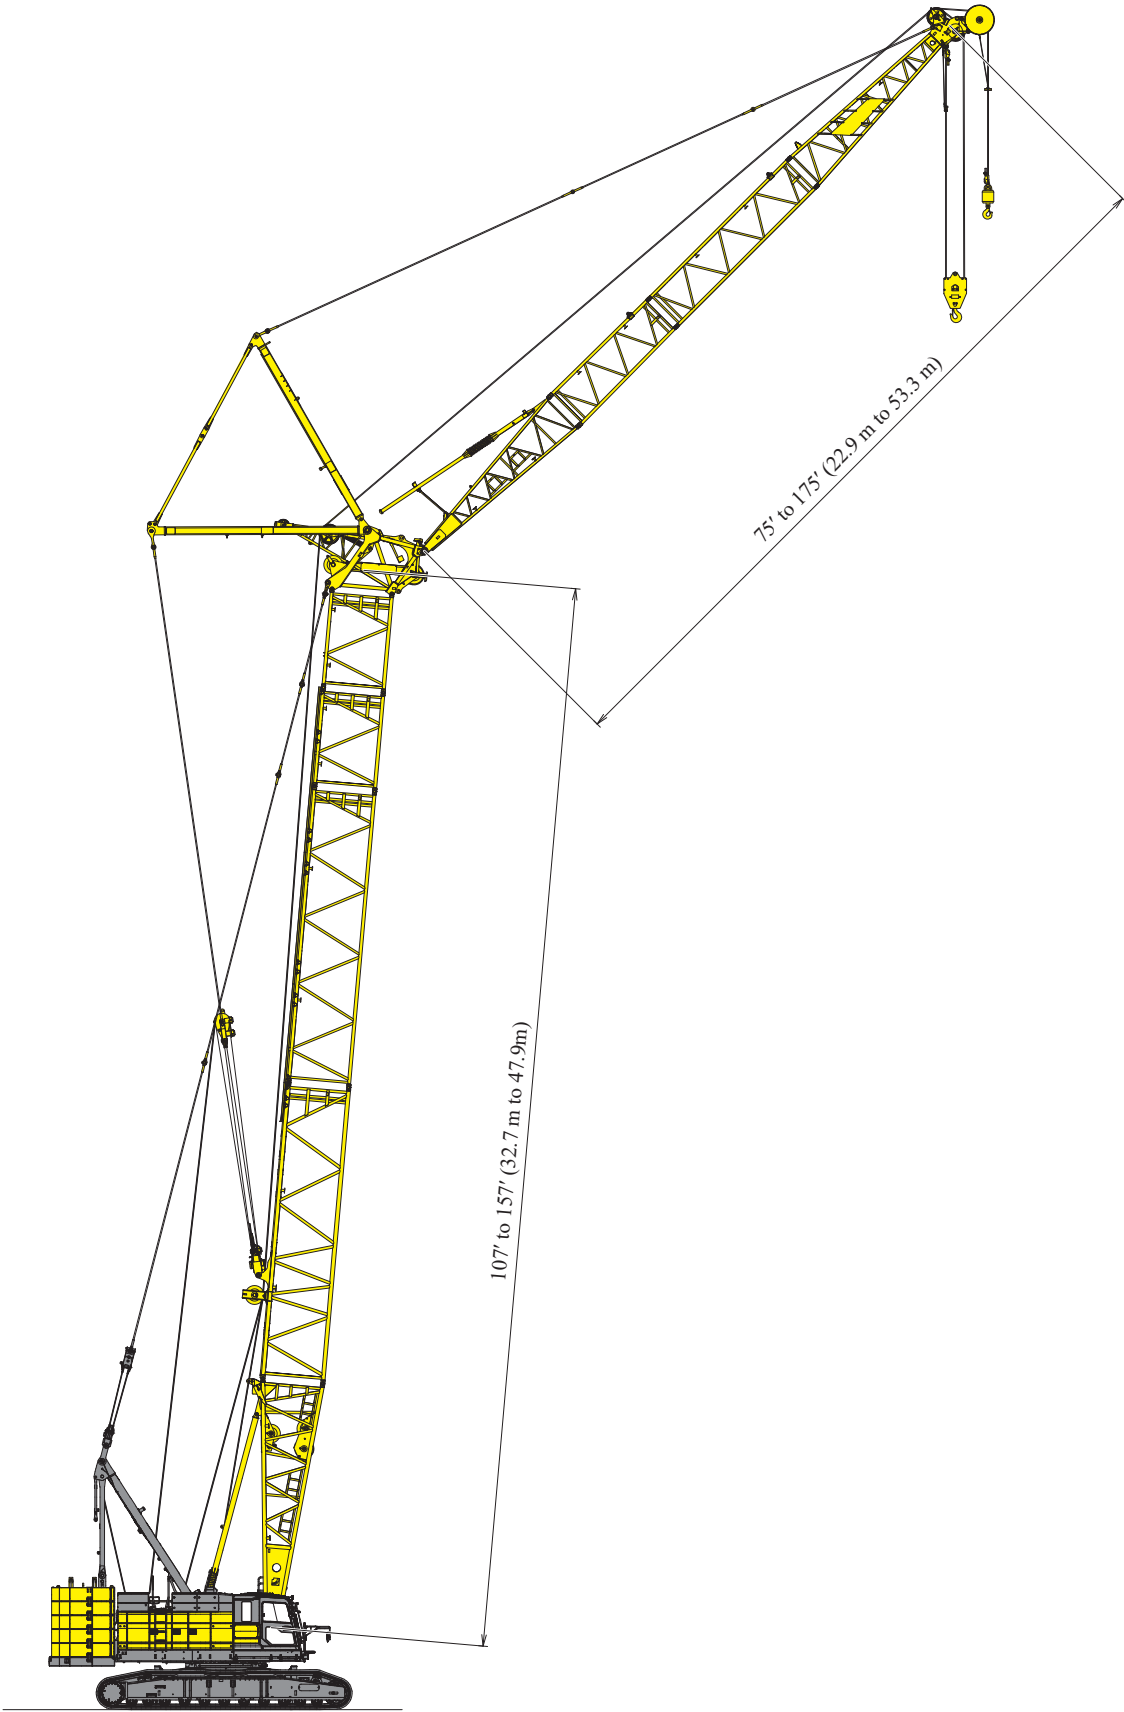 75′ to 175′ (22.9 m to 53.3 m)
107′ to 157′ (32.7 m to 47.9m)